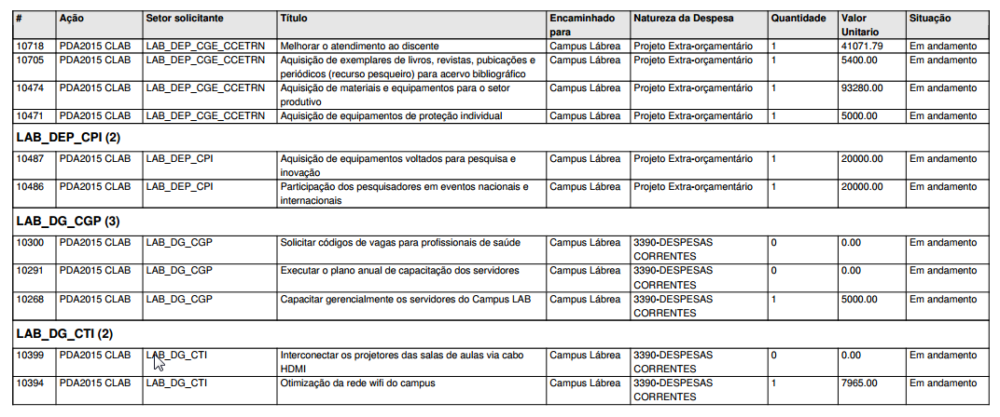 # Ação Setor solicitante Título Encaminhado para Natureza da Despesa Quantidade Valor Unitario Situação
10718 PDA2015 CLAB LAB_DEP_CGE_CCETRN Melhorar o atendimento ao discente Campus Lábrea Projeto Extra-orçamentário 1 41071.79 Em andamento
10705 PDA2015 CLAB LAB_DEP_CGE_CCETRN Aquisição de exemplares de livros, revistas, pubicações e periódicos (recurso pesqueiro) para acervo bibliográfico Campus Lábrea Projeto Extra-orçamentário 1 5400.00 Em andamento
10474 PDA2015 CLAB LAB_DEP_CGE_CCETRN Aquisição de materiais e equipamentos para o setor produtivo Campus Lábrea Projeto Extra-orçamentário 1 93280.00 Em andamento
10471 PDA2015 CLAB LAB_DEP_CGE_CCETRN Aquisição de equipamentos de proteção individual Campus Lábrea Projeto Extra-orçamentário 1 5000.00 Em andamento
LAB_DEP_CPI (2)
10487 PDA2015 CLAB LAB_DEP_CPI Aquisição de equipamentos voltados para pesquisa e inovação Campus Lábrea Projeto Extra-orçamentário 1 20000.00 Em andamento
10486 PDA2015 CLAB LAB_DEP_CPI Participação dos pesquisadores em eventos nacionais e internacionais Campus Lábrea Projeto Extra-orçamentário 1 20000.00 Em andamento
LAB_DG_CGP (3)
10300 PDA2015 CLAB LAB_DG_CGP Solicitar códigos de vagas para profissionais de saúde Campus Lábrea 3390-DESPESAS CORRENTES 0 0.00 Em andamento
10291 PDA2015 CLAB LAB_DG_CGP Executar o plano anual de capacitação dos servidores Campus Lábrea 3390-DESPESAS CORRENTES 0 0.00 Em andamento
10268 PDA2015 CLAB LAB_DG_CGP Capacitar gerencialmente os servidores do Campus LAB Campus Lábrea 3390-DESPESAS CORRENTES 1 5000.00 Em andamento
LAB_DG_CTI (2)
10399 PDA2015 CLAB LAB_DG_CTI Interconectar os projetores das salas de aulas via cabo HDMI Campus Lábrea 3390-DESPESAS CORRENTES 0 0.00 Em andamento
10394 PDA2015 CLAB LAB_DG_CTI Otimização da rede wifi do campus Campus Lábrea 3390-DESPESAS CORRENTES 1 7965.00 Em andamento